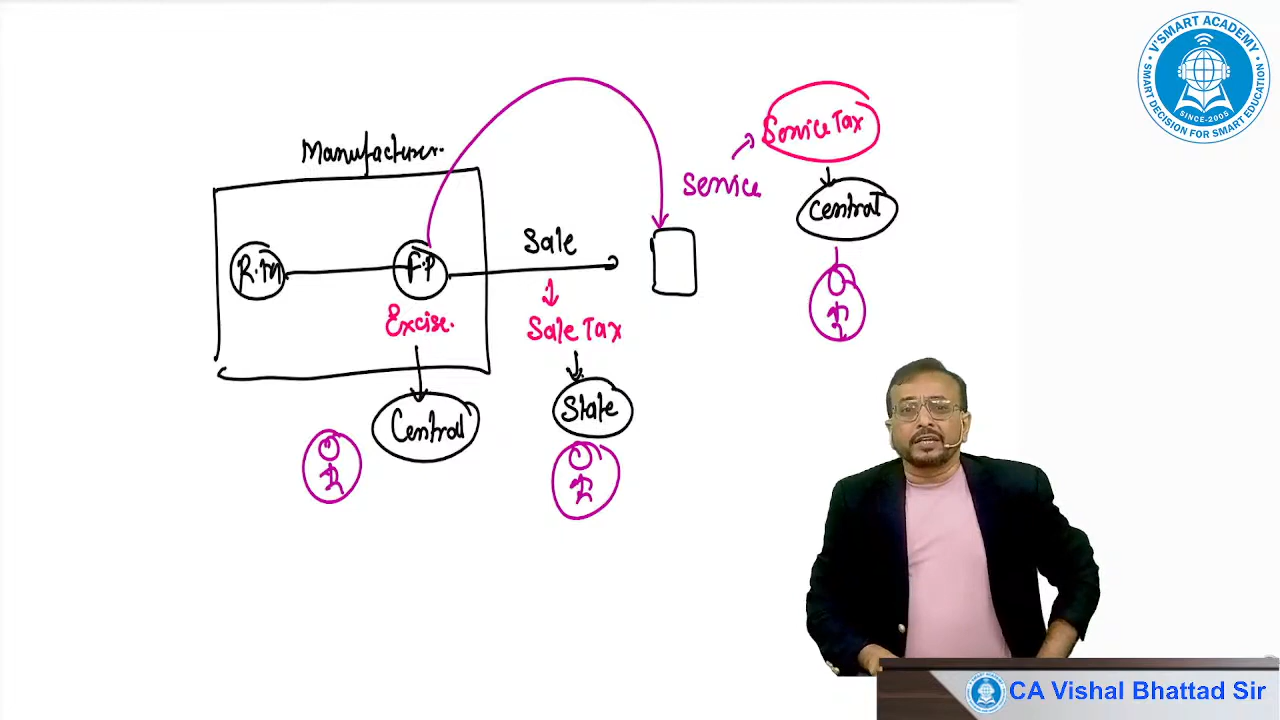 V'SMART ACADEMY
SMART DECISION FOR SMART EDUCATION
SINCE-2005
Manufacturer.
Service Tax
Service
Central
Sale
R.M
F.P
Excise.
Sale Tax
State
Central
CA Vishal Bhattad Sir